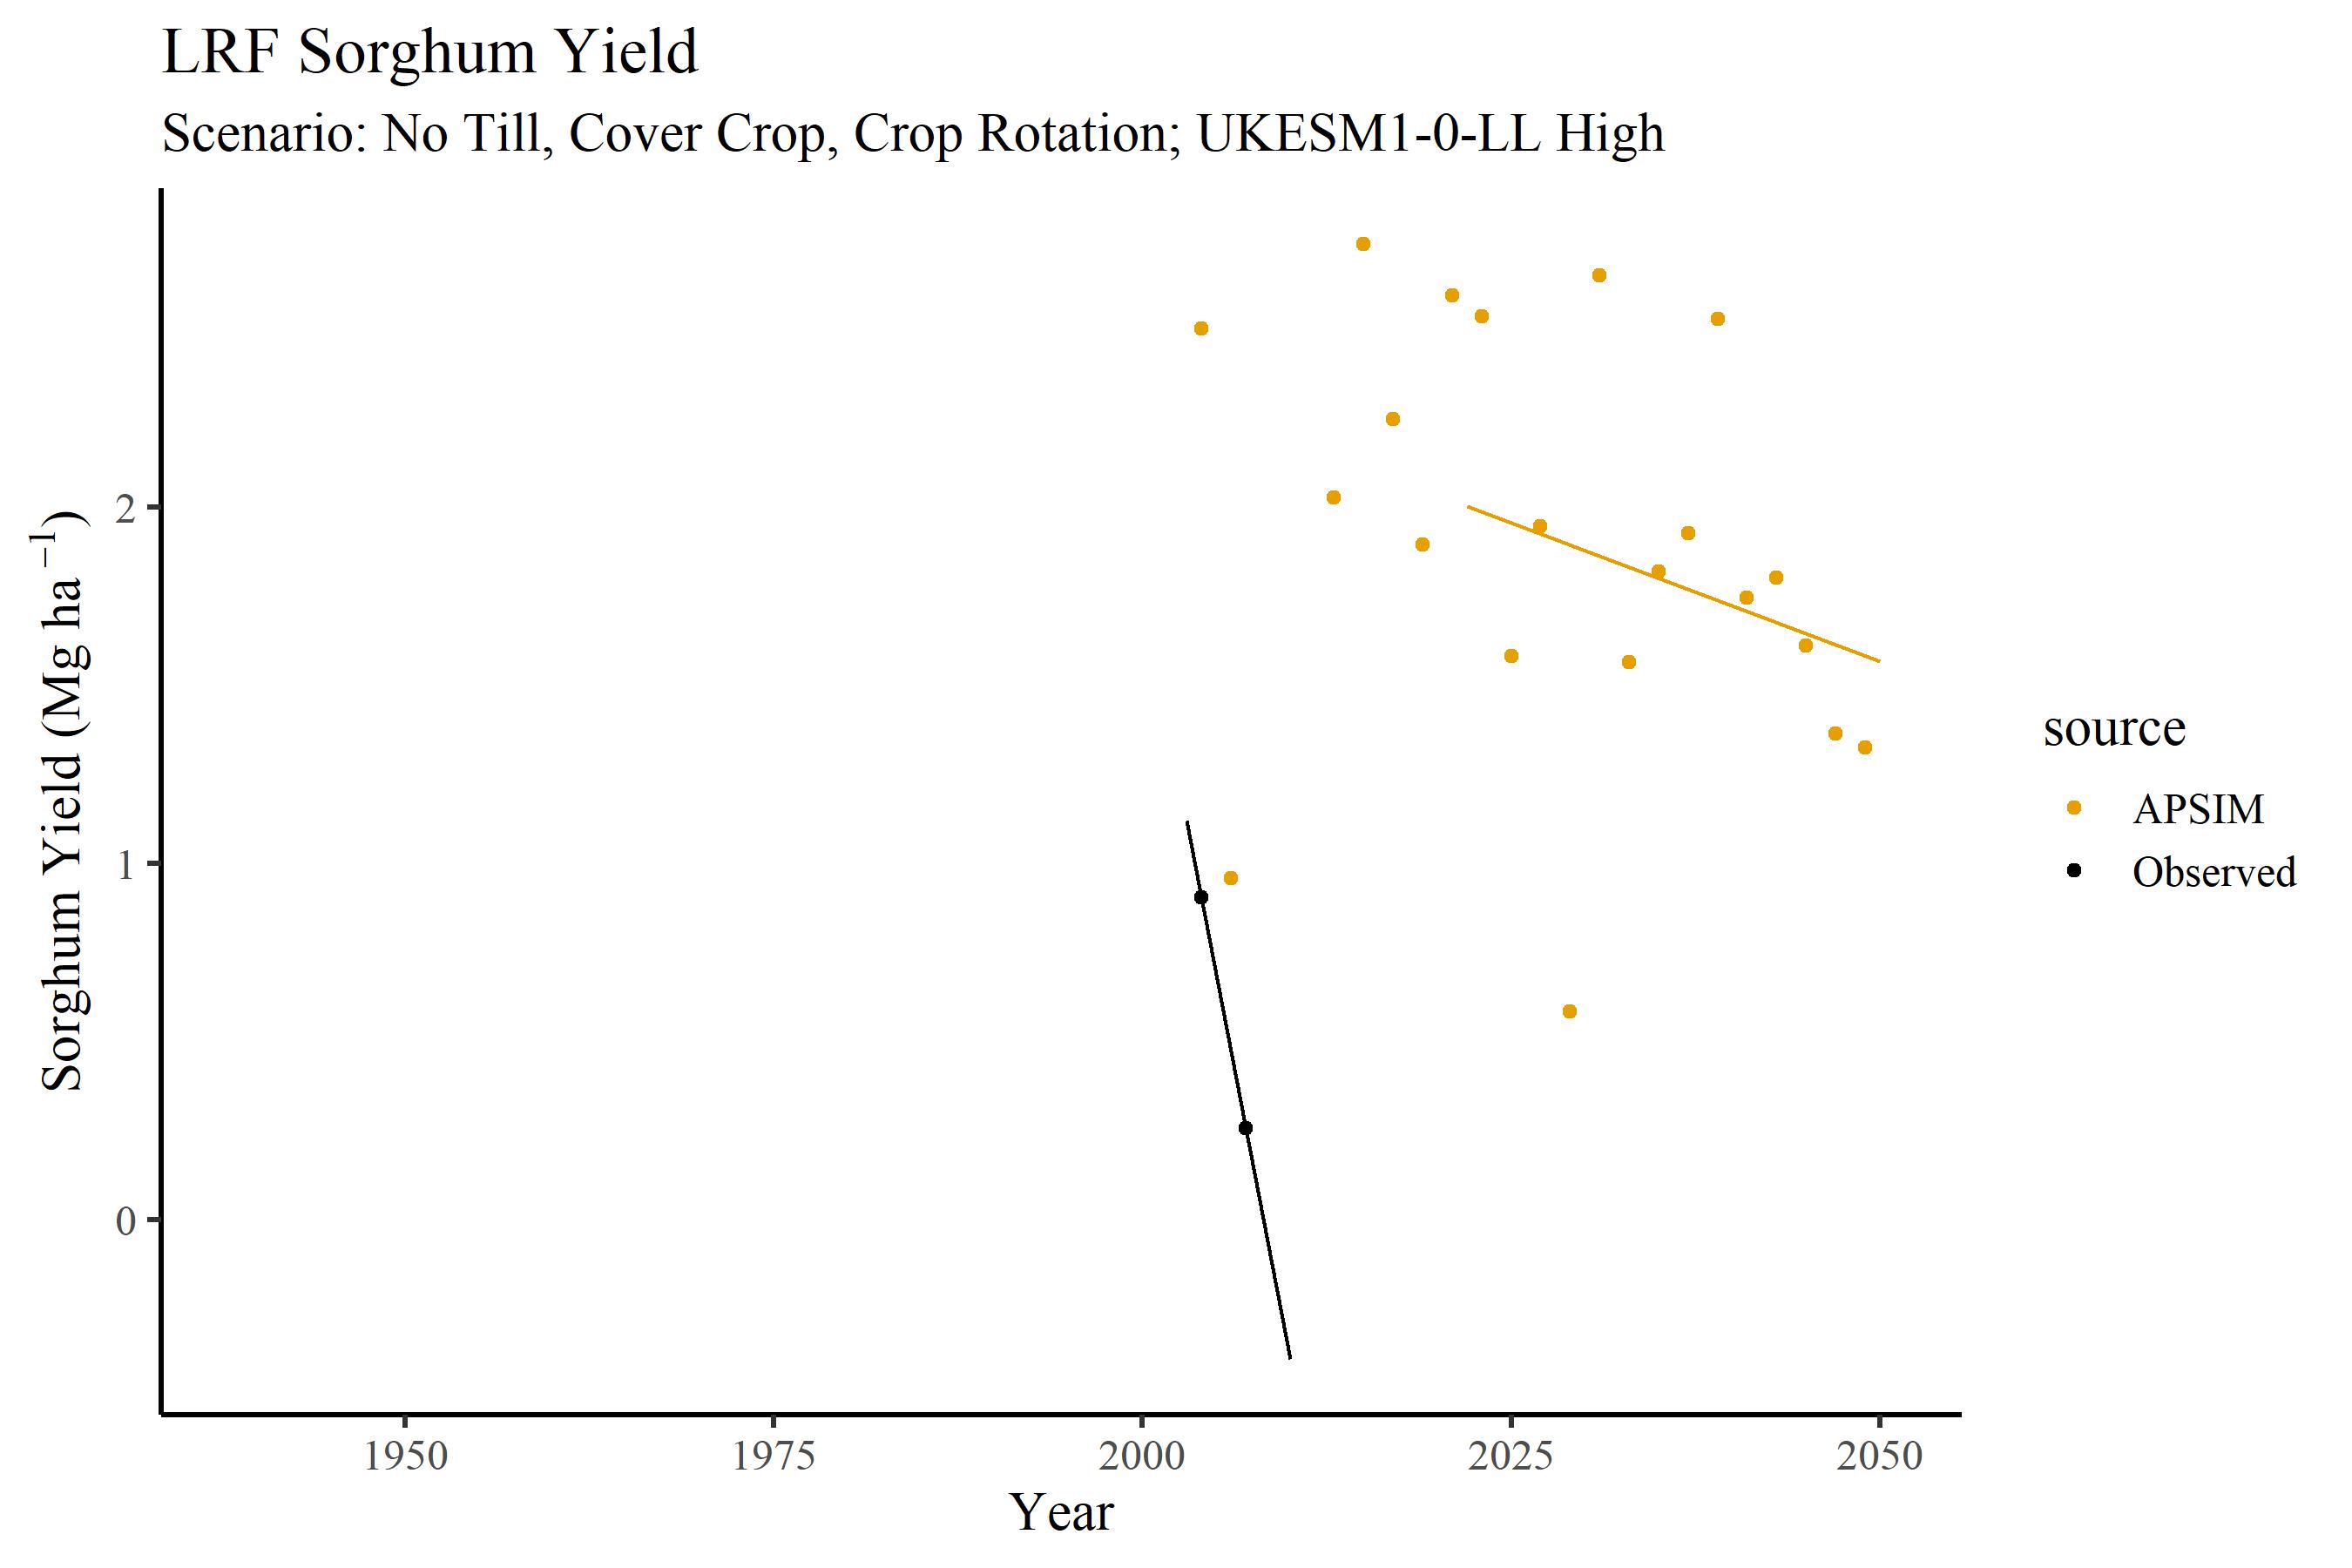 LRF Sorghum Yield
Scenario: No Till, Cover Crop, Crop Rotation; UKESM1-0-LL High
Sorghum Yield (Mg ha⁻¹)
2
1
0
1950 1975 2000 2025 2050
Year
source
APSIM
Observed